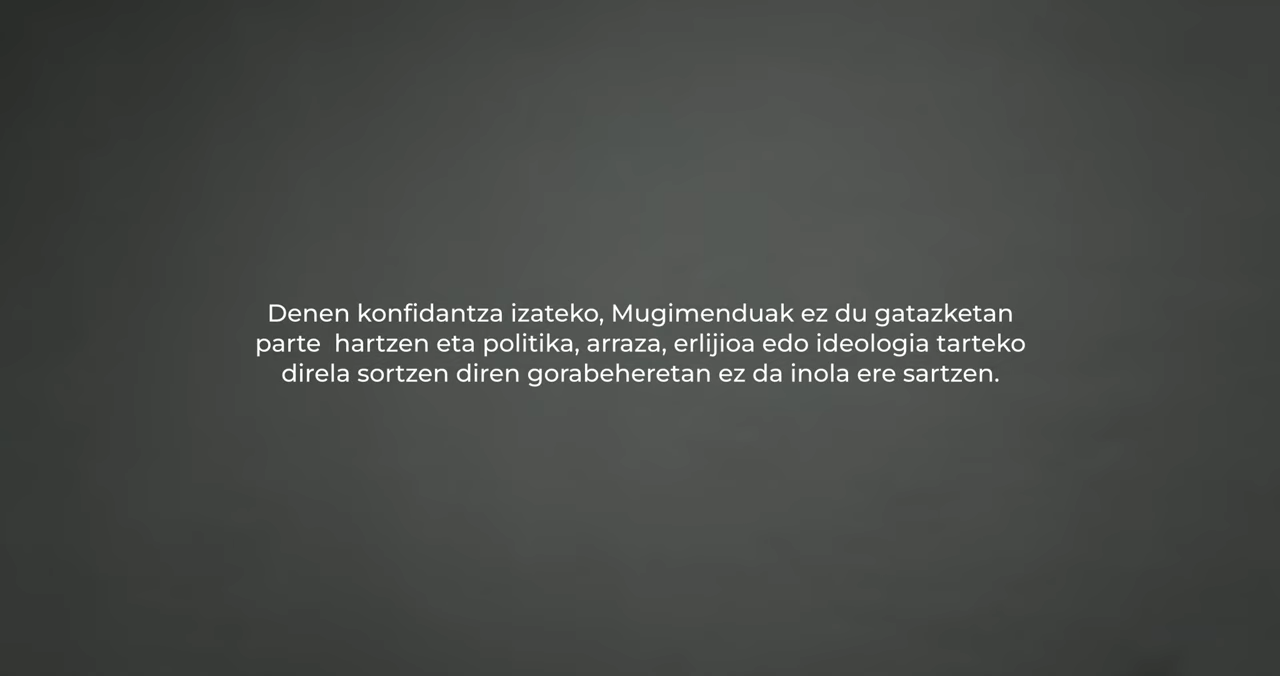 Denen konfidantza izateko, Mugimenduak ez du gatazketan
parte  hartzen eta politika, arraza, erlijioa edo ideologia tarteko
direla sortzen diren gorabeheretan ez da inola ere sartzen.